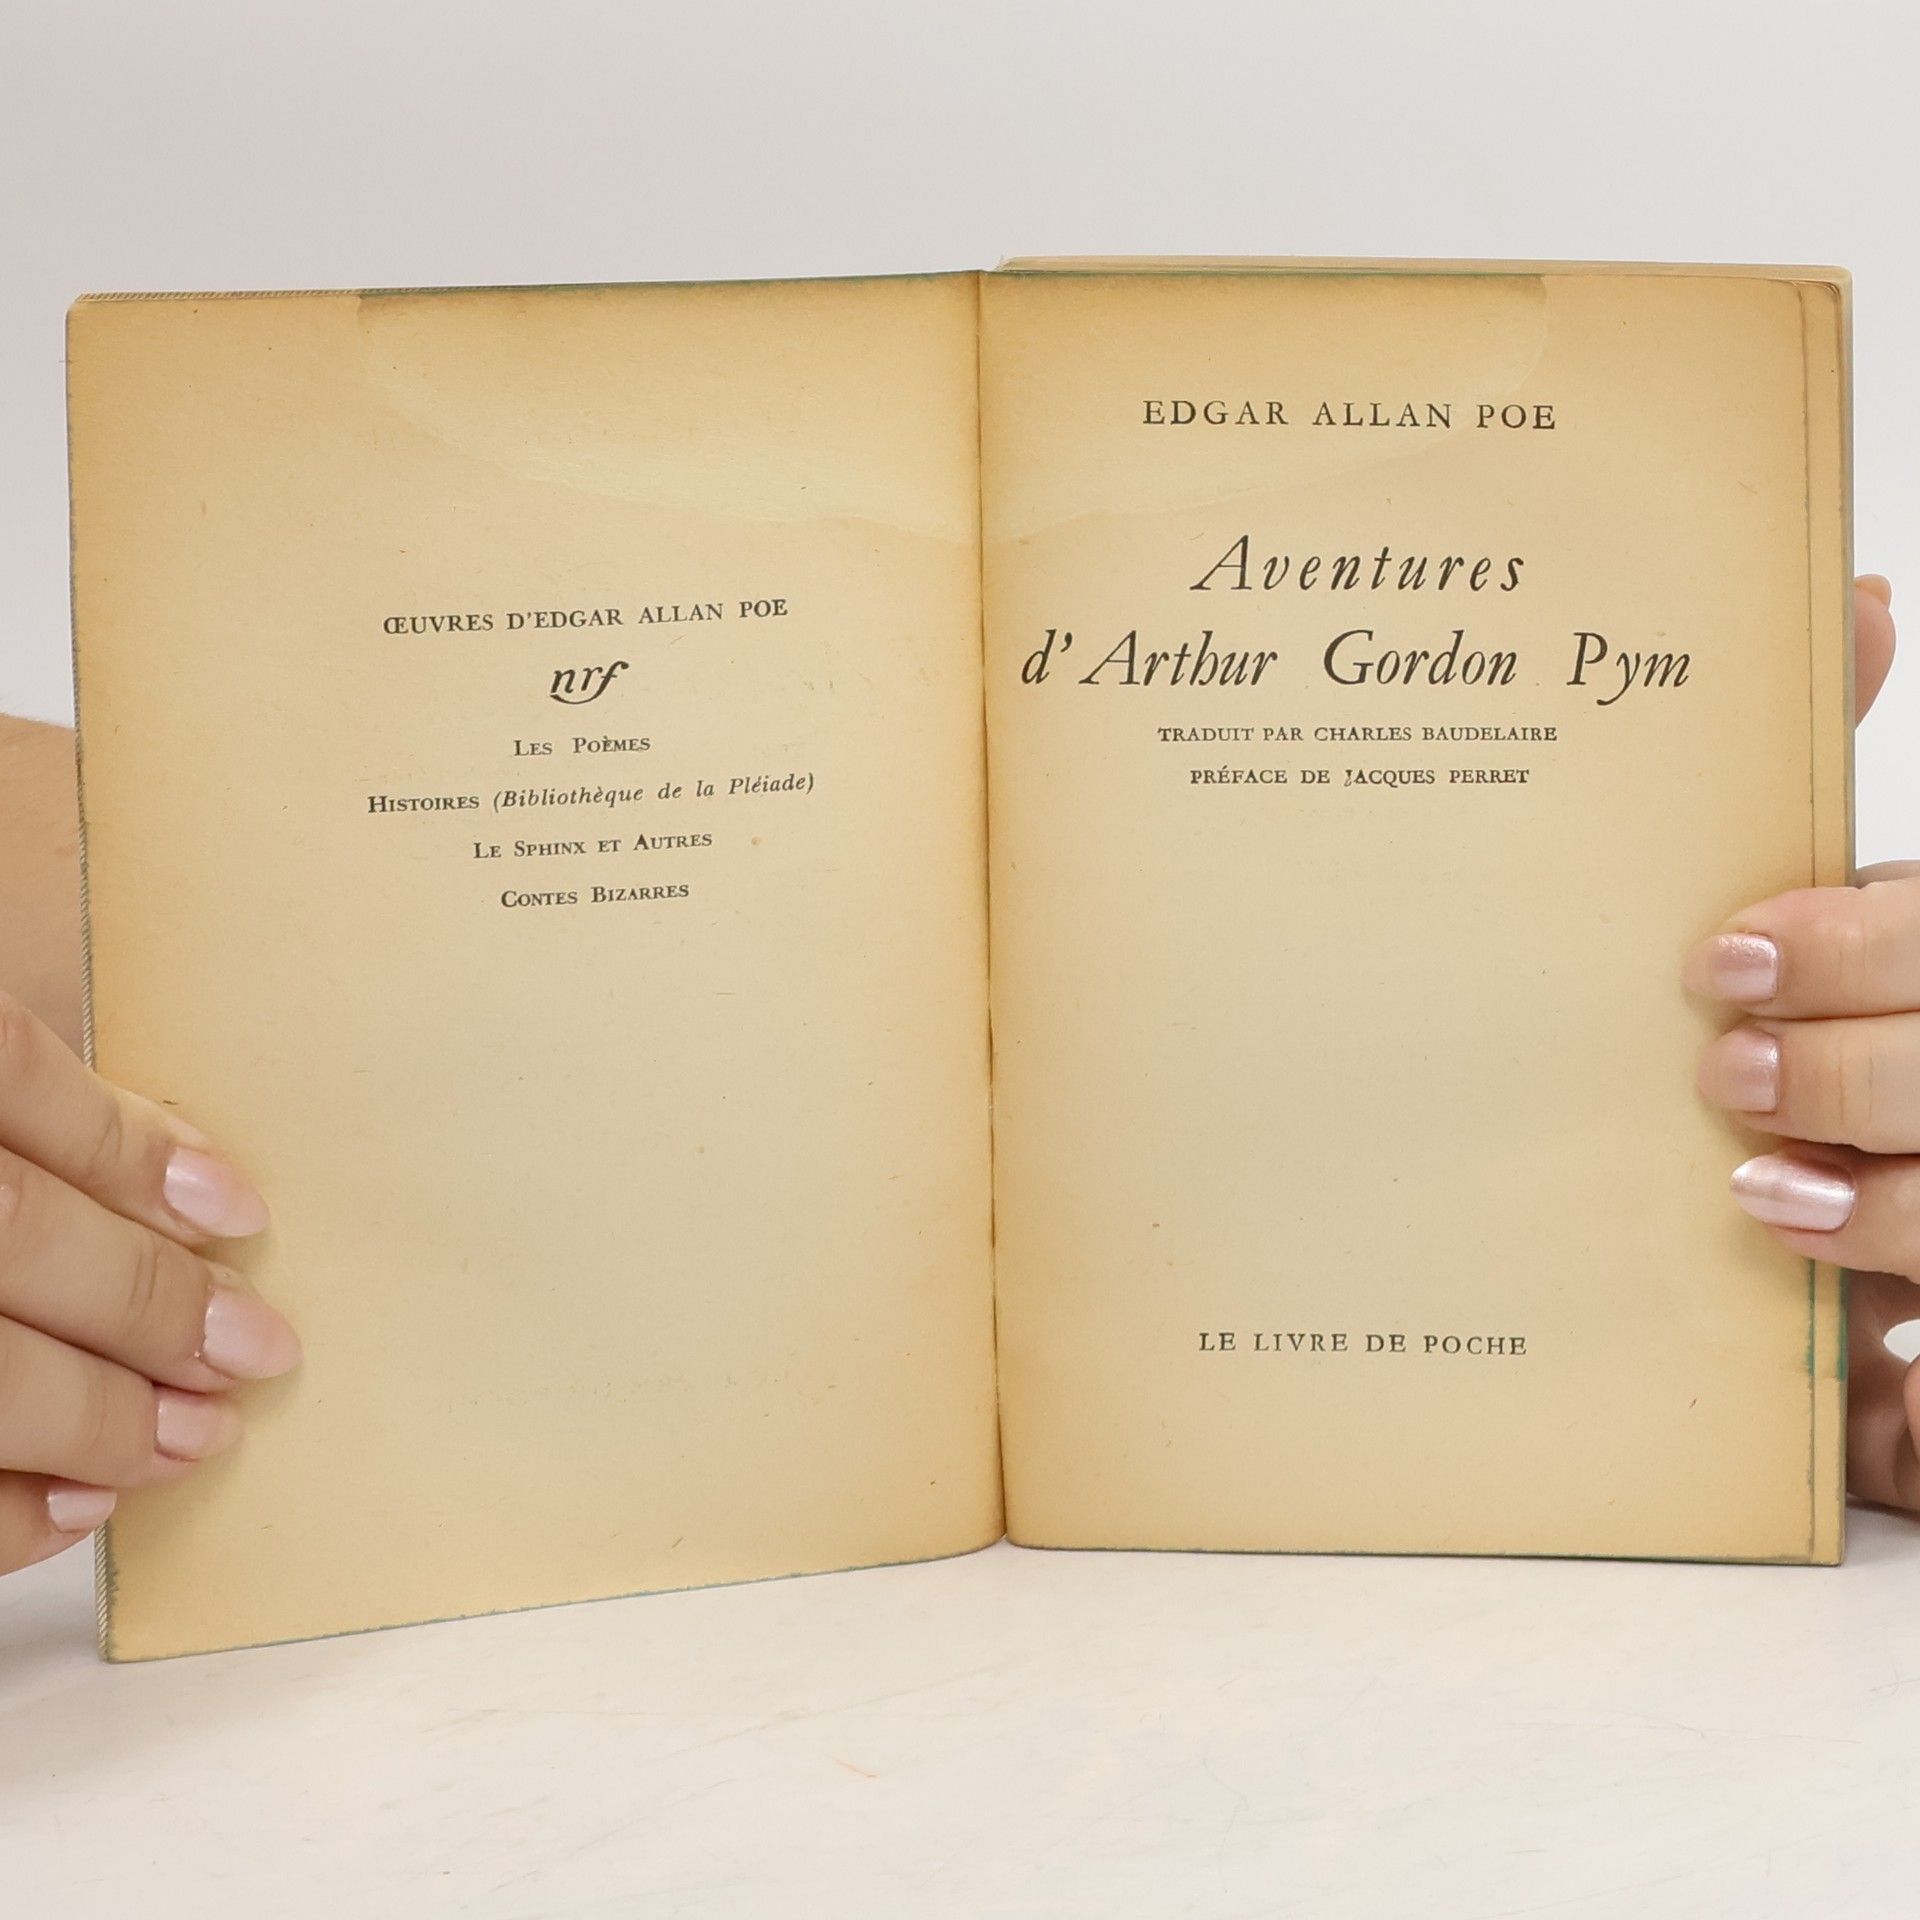 ŒUVRES D'EDGAR ALLAN POE
nrf
LES POÈMES
HISTOIRES (Bibliothèque de la Pléiade)
LE SPHINX ET AUTRES
CONTES BIZARRES
EDGAR ALLAN POE
Aventures
d'Arthur Gordon Pym
TRADUIT PAR CHARLES BAUDELAIRE
PRÉFACE DE JACQUES PERRET
LE LIVRE DE POCHE